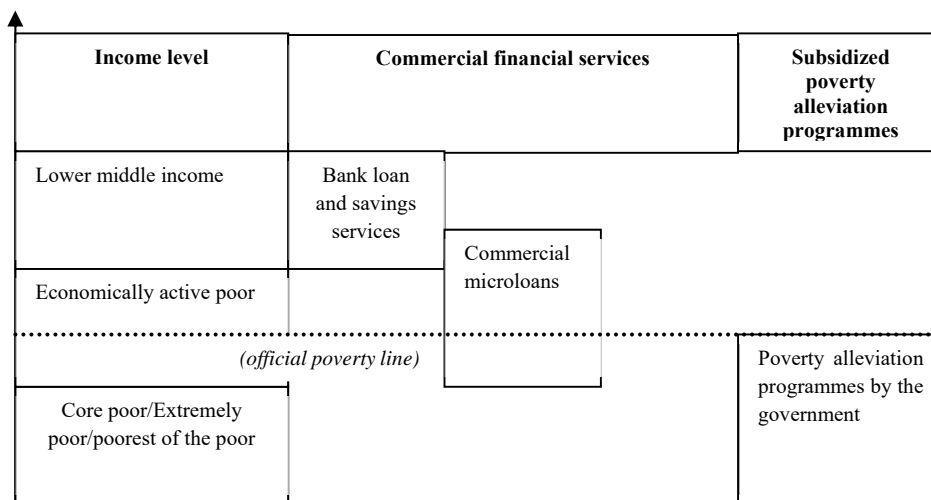 Income level
Commercial financial services
Subsidized
poverty
alleviation
programmes
Lower middle income
Bank loan
and savings
services
Commercial
microloans
Economically active poor
(official poverty line)
Poverty alleviation
programmes by the
government
Core poor/Extremely
poor/poorest of the poor